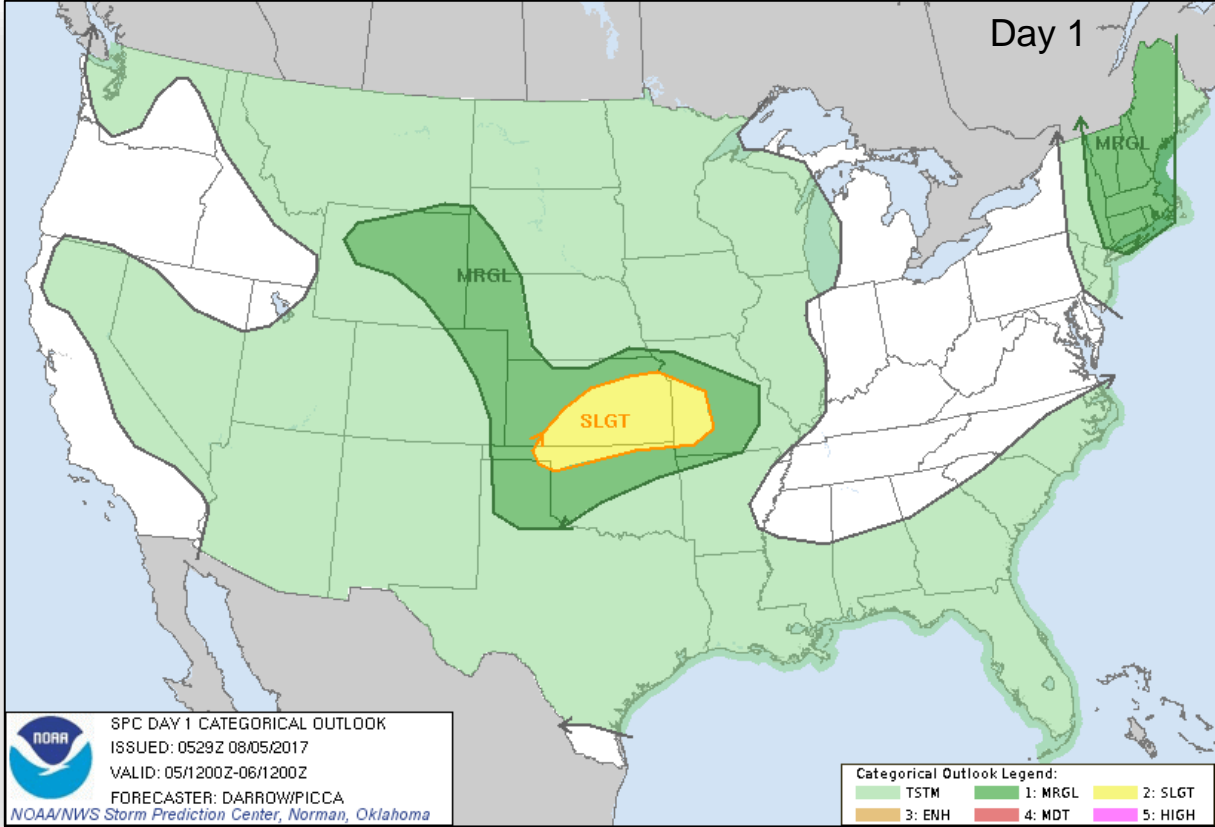 Day 1
MRGL
MRGL
SLGT
NOAA
SPC DAY 1 CATEGORICAL OUTLOOK
ISSUED: 0529Z 08/05/2017
VALID: 05/1200Z-06/1200Z
FORECASTER: DARROW/PICCA
NOAA/NWS Storm Prediction Center, Norman, Oklahoma
Categorical Outlook Legend:
TSTM 1: MRGL 2: SLGT
3: ENH 4: MDT 5: HIGH